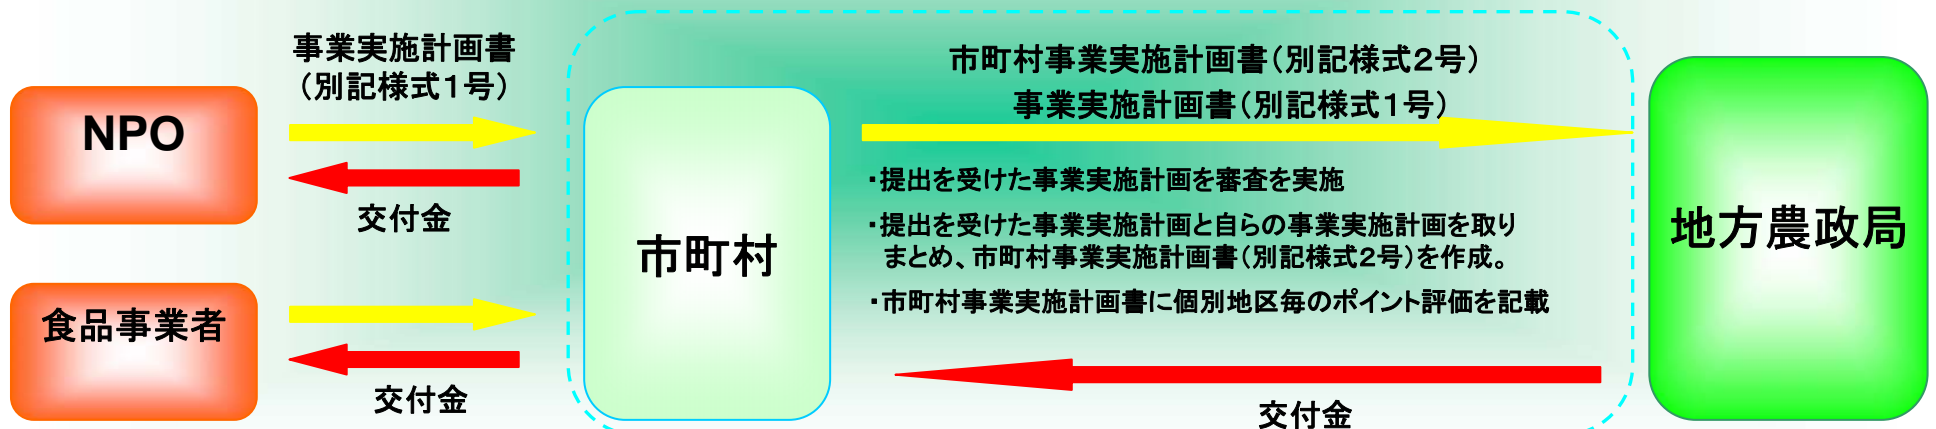 事業実施計画書
（別記様式１号）
NPO
交付金
食品事業者
交付金
市町村
市町村事業実施計画書（別記様式２号）
事業実施計画書（別記様式１号）
・提出を受けた事業実施計画を審査を実施
・提出を受けた事業実施計画と自らの事業実施計画を取り
まとめ、市町村事業実施計画書（別記様式２号）を作成。
・市町村事業実施計画書に個別地区毎のポイント評価を記載
交付金
地方農政局